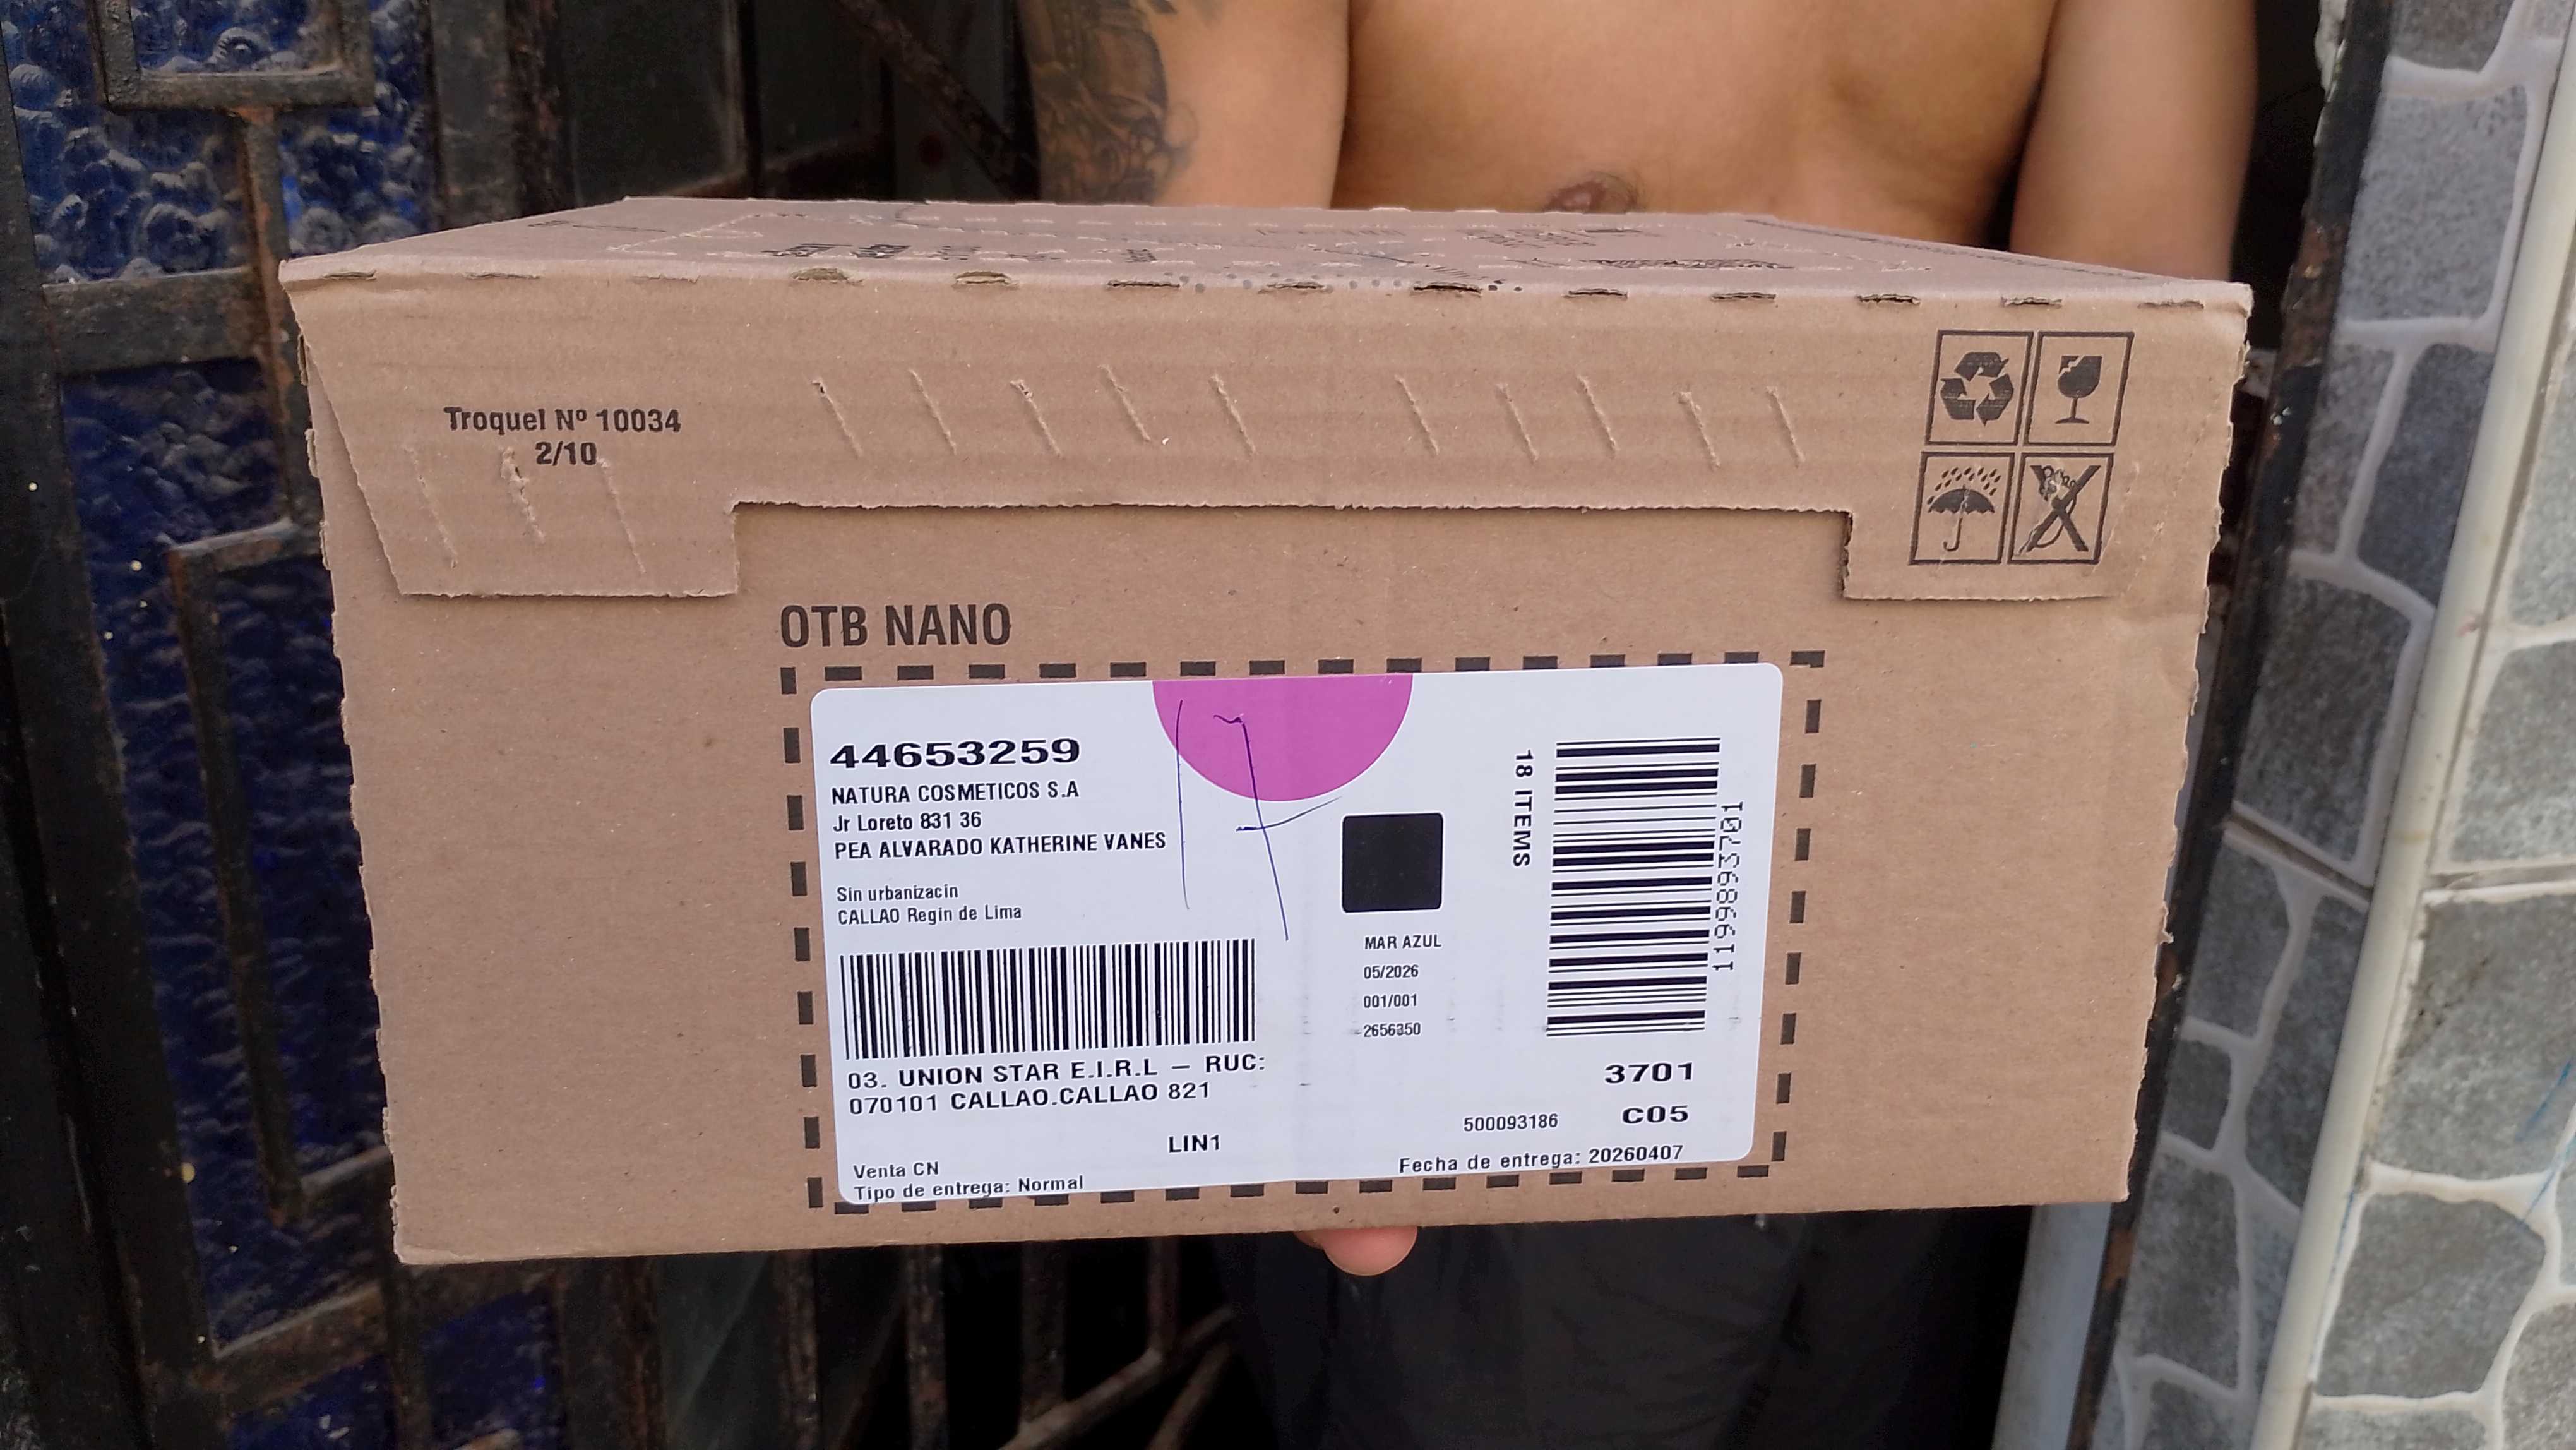 Troquel Nº 10034
2/10
OTB NANO
44653259
NATURA COSMETICOS S.A
Jr Loreto 831 36
PEA ALVARADO KATHERINE VANES
17
Sin urbanizacin
CALLAO Regin de Lima
MAR AZUL
05/2026
001/001
2656350
18 ITEMS
119989893701
03. UNION STAR E.I.R.L – RUC:
070101 CALLAO.CALLAO 821
3701
C05
500093186
LIN1
Venta CN
Tipo de entrega: Normal
Fecha de entrega: 20260407